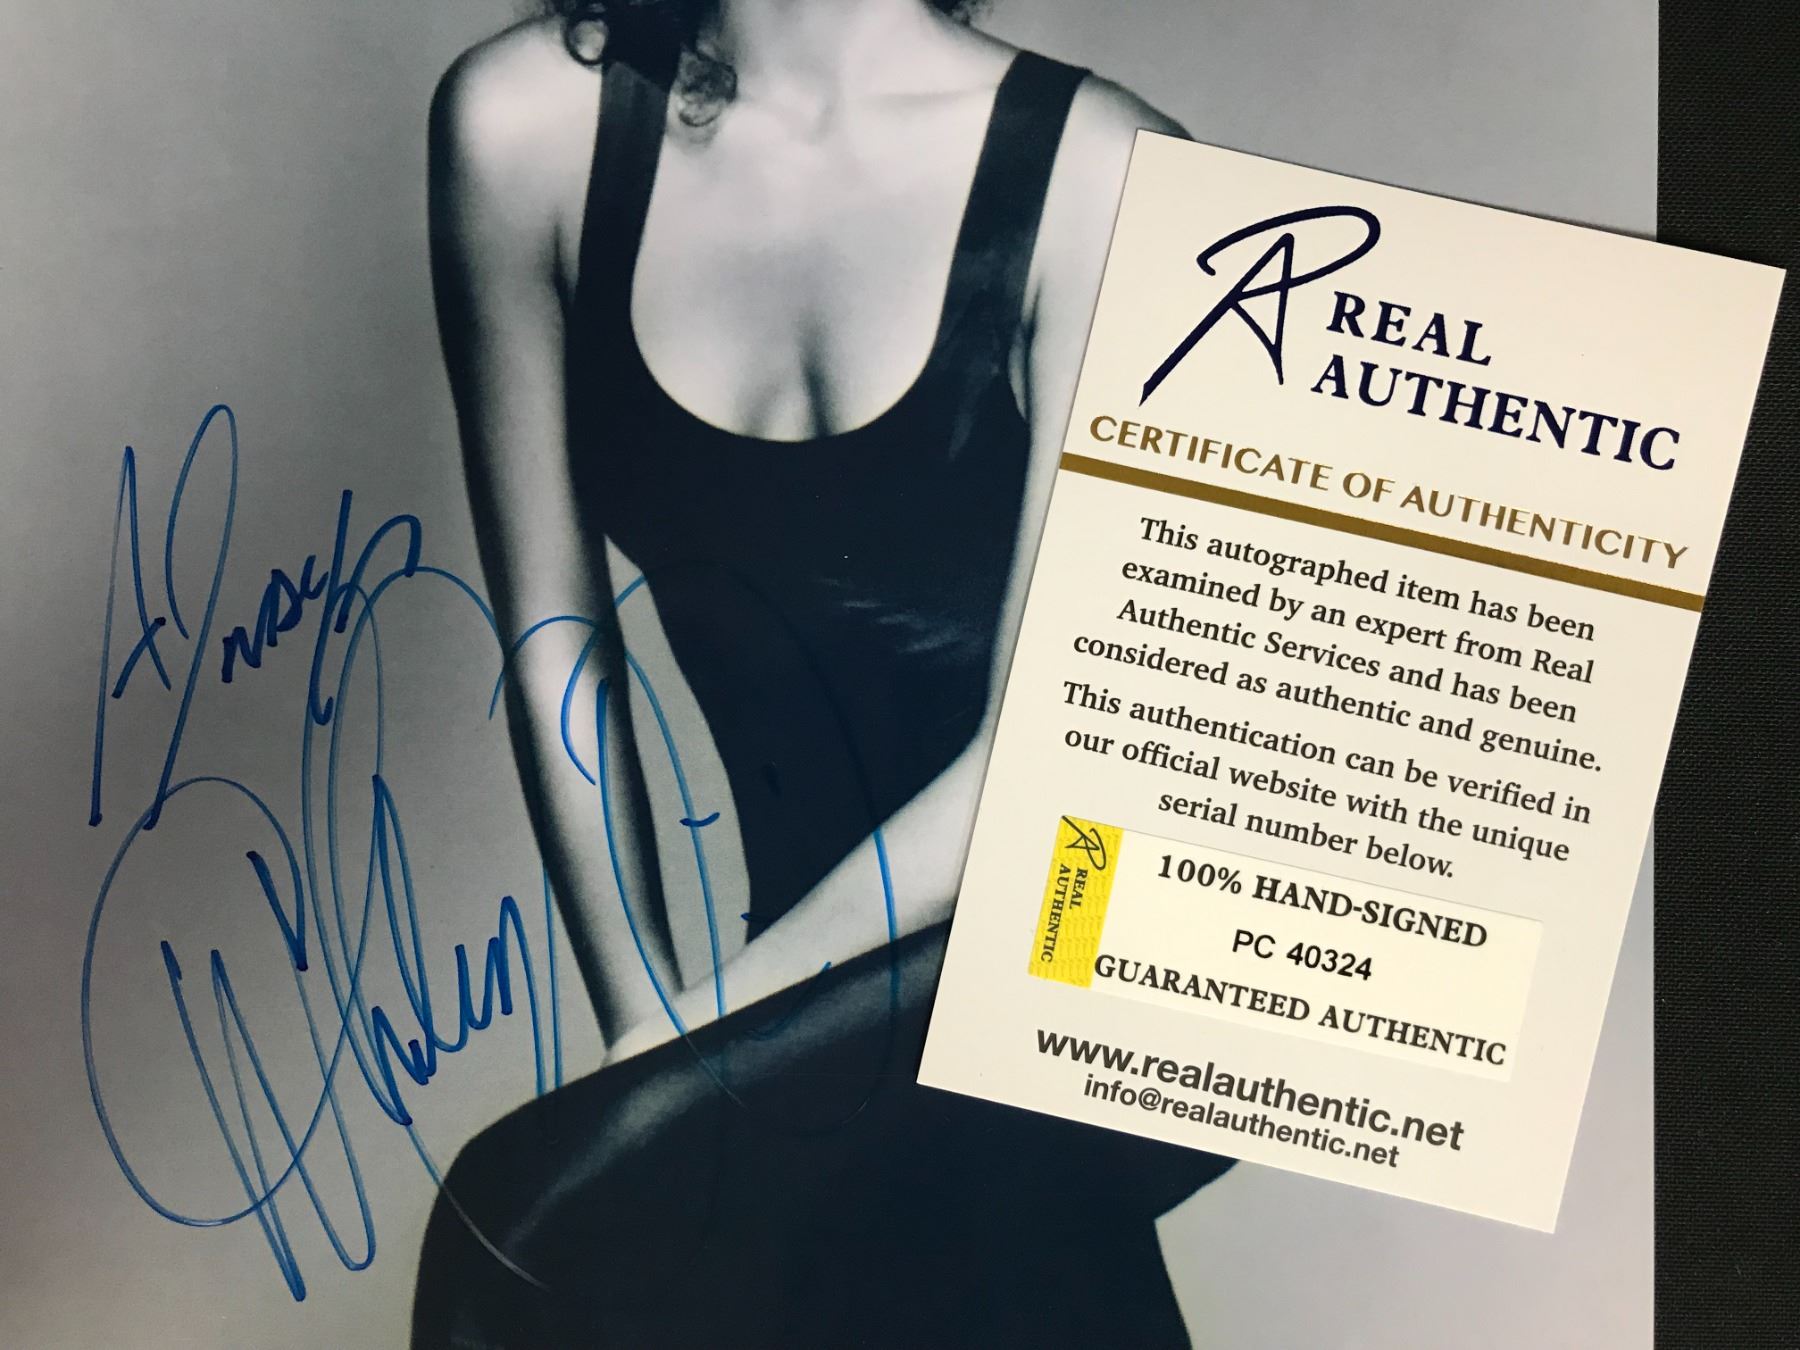 REAL
AUTHENTIC
CERTIFICATE OF AUTHENTICITY
This autographed item has been
examined by an expert from Real
Authentic Services and has been
considered as authentic and genuine.
This authentication can be verified in
our official website with the unique
serial number below.
REAL
AUTHENTIC
100% HAND-SIGNED
PC 40324
GUARANTEED AUTHENTIC
www.realauthentic.net
info@realauthentic.net